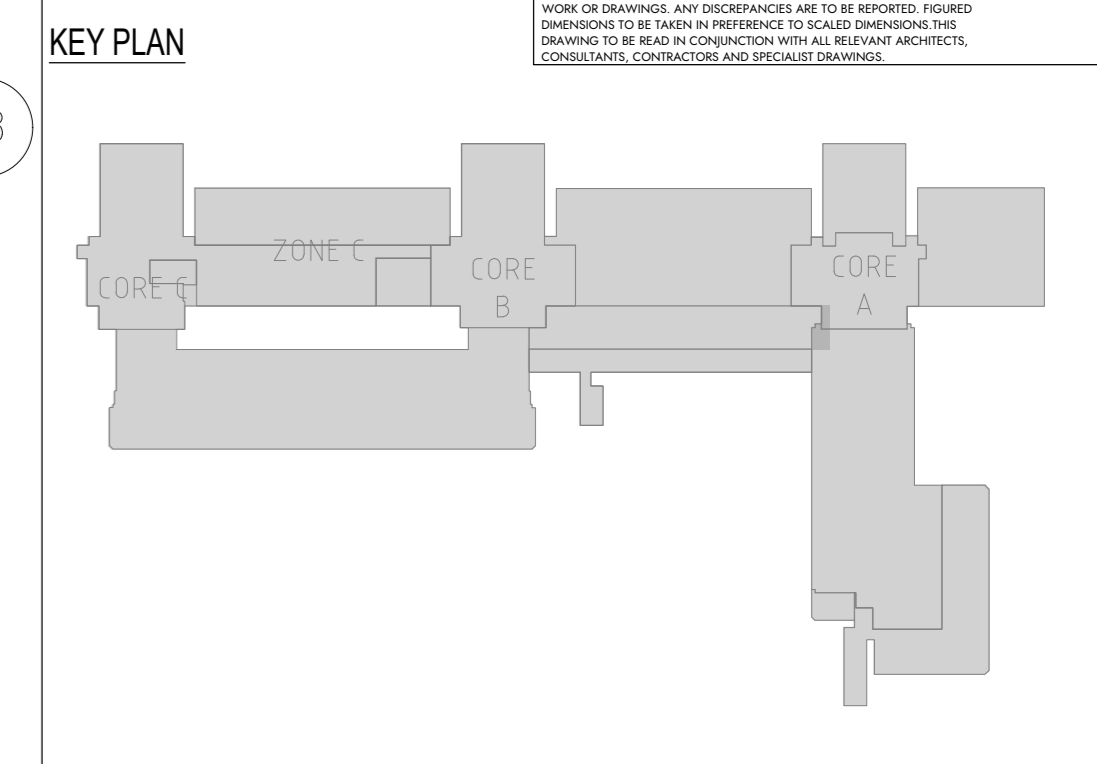 WORK OR DRAWINGS. ANY DISCREPANCIES ARE TO BE REPORTED. FIGURED
DIMENSIONS TO BE TAKEN IN PREFERENCE TO SCALED DIMENSIONS.THIS
DRAWING TO BE READ IN CONJUNCTION WITH ALL RELEVANT ARCHITECTS,
CONSULTANTS, CONTRACTORS AND SPECIALIST DRAWINGS.
KEY PLAN
ZONE C
CORE C
CORE
B
CORE
A